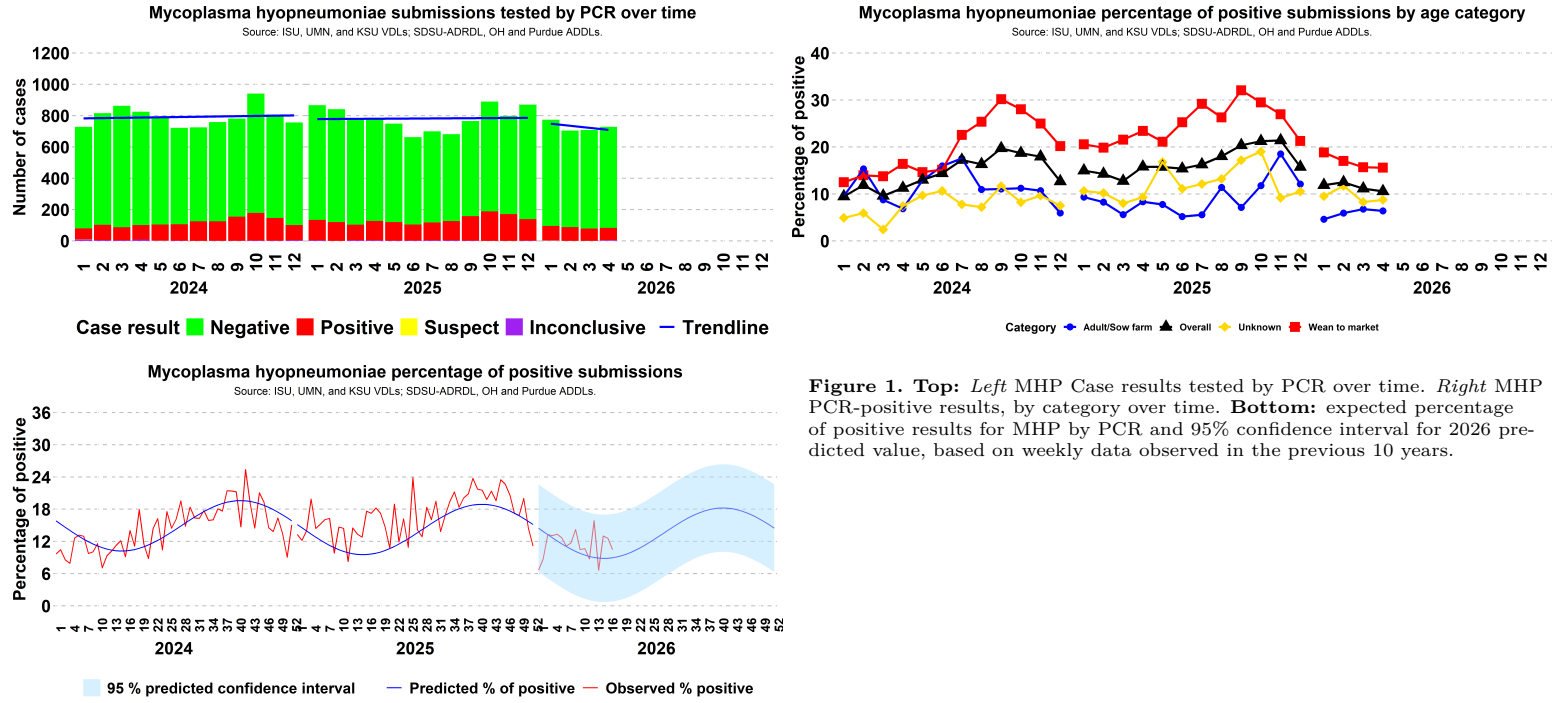 Mycoplasma hyopneumoniae submissions tested by PCR over time
Source: ISU, UMN, and KSU VDLs; SDSU-ADRDL, OH and Purdue ADDLs.
Number of cases
1200
1000
800
600
400
200
0
1 2 3 4 5 6 7 8 9 10 11 12 1 2 3 4 5 6 7 8 9 10 11 12 1 2 3 4 5 6 7 8 9 10 11 12
2024 2025 2026
Case result Negative Positive Suspect Inconclusive Trendline
Mycoplasma hyopneumoniae percentage of positive submissions by age category
Source: ISU, UMN, and KSU VDLs; SDSU-ADRDL, OH and Purdue ADDLs.
Percentage of positive
40
30
20
10
0
1 2 3 4 5 6 7 8 9 10 11 12 1 2 3 4 5 6 7 8 9 10 11 12 1 2 3 4 5 6 7 8 9 10 11 12
2024 2025 2026
Category Adult/Sow farm Overall Unknown Wean to market
Mycoplasma hyopneumoniae percentage of positive submissions
Source: ISU, UMN, and KSU VDLs; SDSU-ADRDL, OH and Purdue ADDLs.
Percentage of positive
36
30
24
18
12
6
0
1 4 7 10 13 16 19 22 25 28 31 34 37 40 43 46 49 52 1 4 7 10 13 16 19 22 25 28 31 34 37 40 43 46 49 52 1 4 7 10 13 16 19 22 25 28 31 34 37 40 43 46 49 52
2024 2025 2026
95 % predicted confidence interval Predicted % of positive Observed % positive
Figure 1. Top: Left MHP Case results tested by PCR over time. Right MHP
PCR-positive results, by category over time. Bottom: expected percentage
of positive results for MHP by PCR and 95% confidence interval for 2026 pre-
dicted value, based on weekly data observed in the previous 10 years.